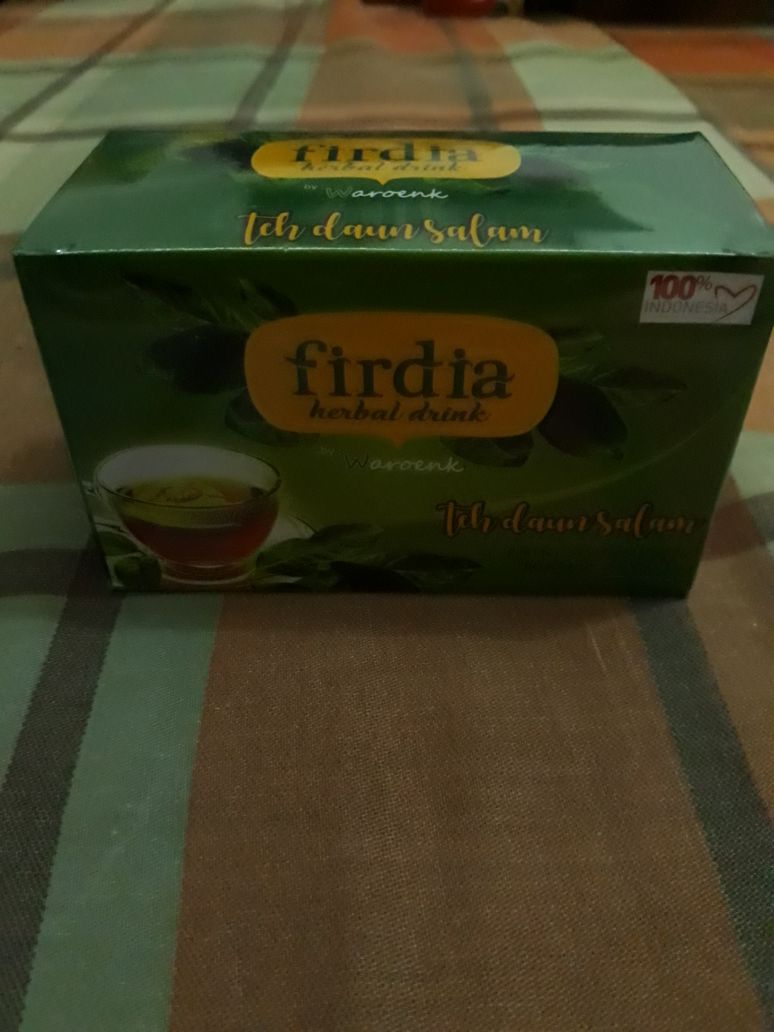 firdia
herbal drink
by Waroenk
teh daun salam
100%
INDONESIA
firdia
herbal drink
by Waroenk
teh daun salam